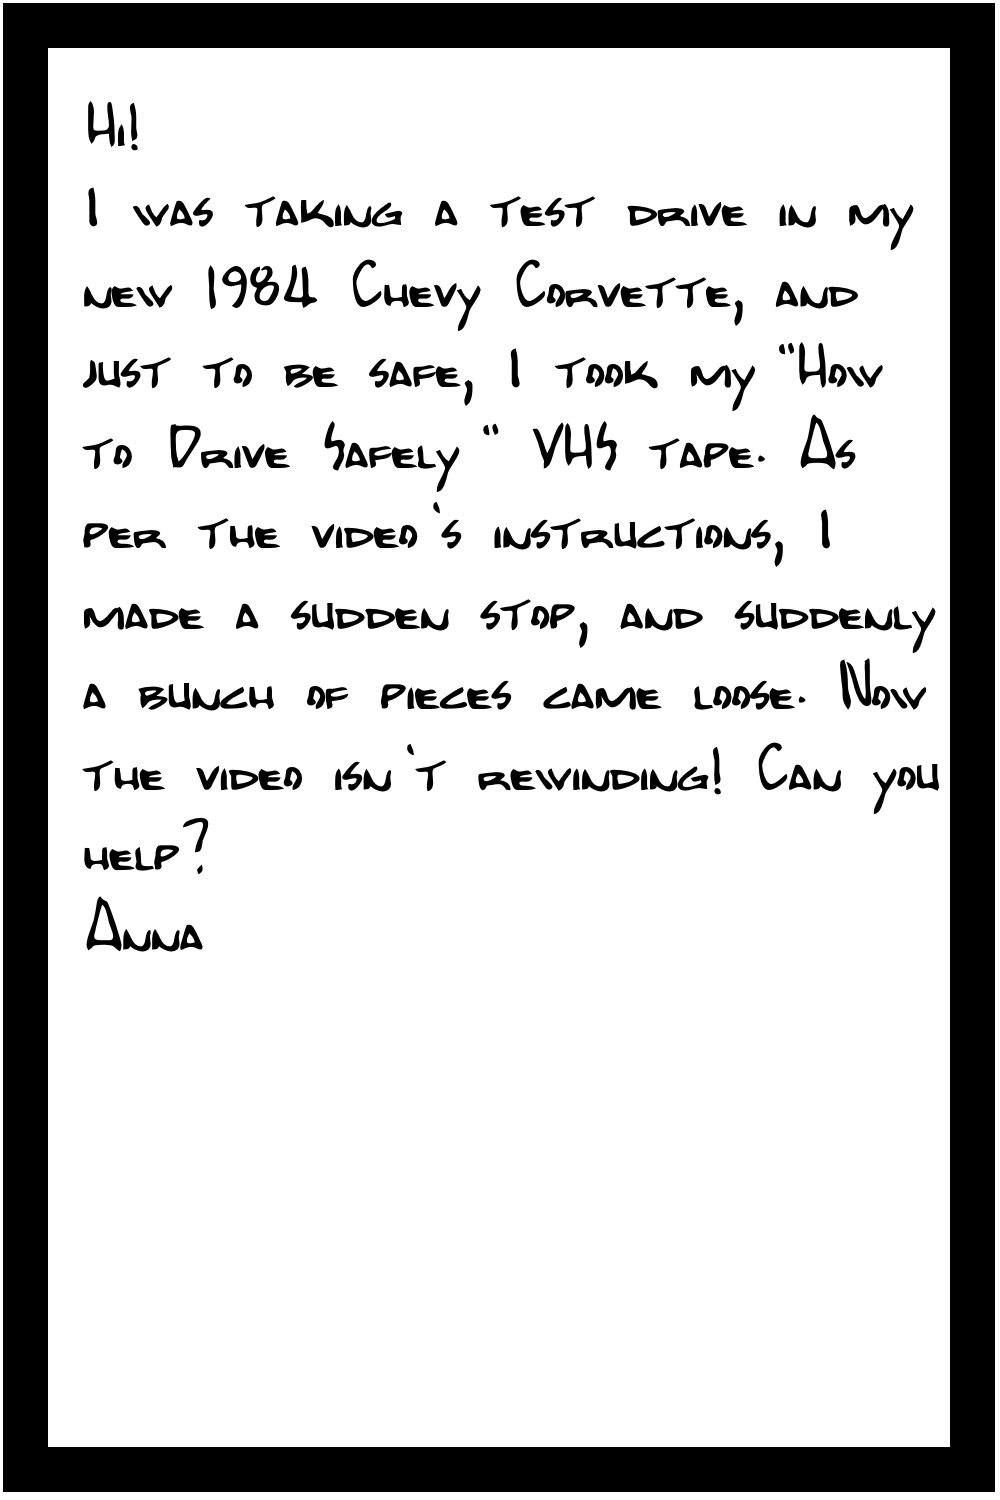 Hi!
I was taking a test drive in my
new 1984 Chevy Corvette, and
just to be safe, I took my "How
to Drive Safely" VHS tape. As
per the video's instructions, I
made a sudden stop, and suddenly
a bunch of pieces came loose. Now
the video isn't rewinding! Can you
help?
Anna